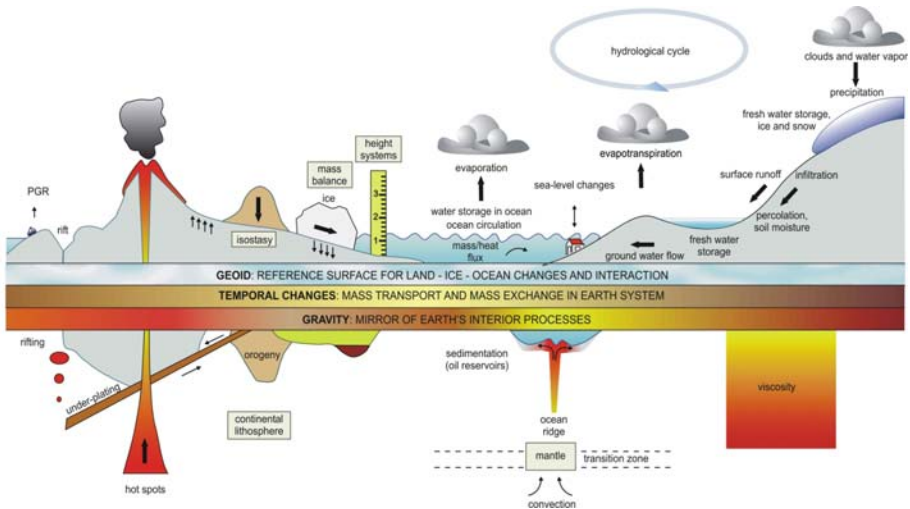 hydrological cycle
clouds and water vapor
precipitation
fresh water storage,
ice and snow
height
systems
mass
balance
ice
evaporation
evapotranspiration
sea-level changes
surface runoff
infiltration
percolation,
soil moisture
PGR
rift
isostasy
3
2
1
water storage in ocean
ocean circulation
mass/heat
flux
ground water flow
fresh water
storage
GEOID: REFERENCE SURFACE FOR LAND - ICE - OCEAN CHANGES AND INTERACTION
TEMPORAL CHANGES: MASS TRANSPORT AND MASS EXCHANGE IN EARTH SYSTEM
GRAVITY: MIRROR OF EARTH'S INTERIOR PROCESSES
rifting
under-plating
orogeny
sedimentation
(oil reservoirs)
viscosity
continental
lithosphere
ocean
ridge
mantle
transition zone
hot spots
convection